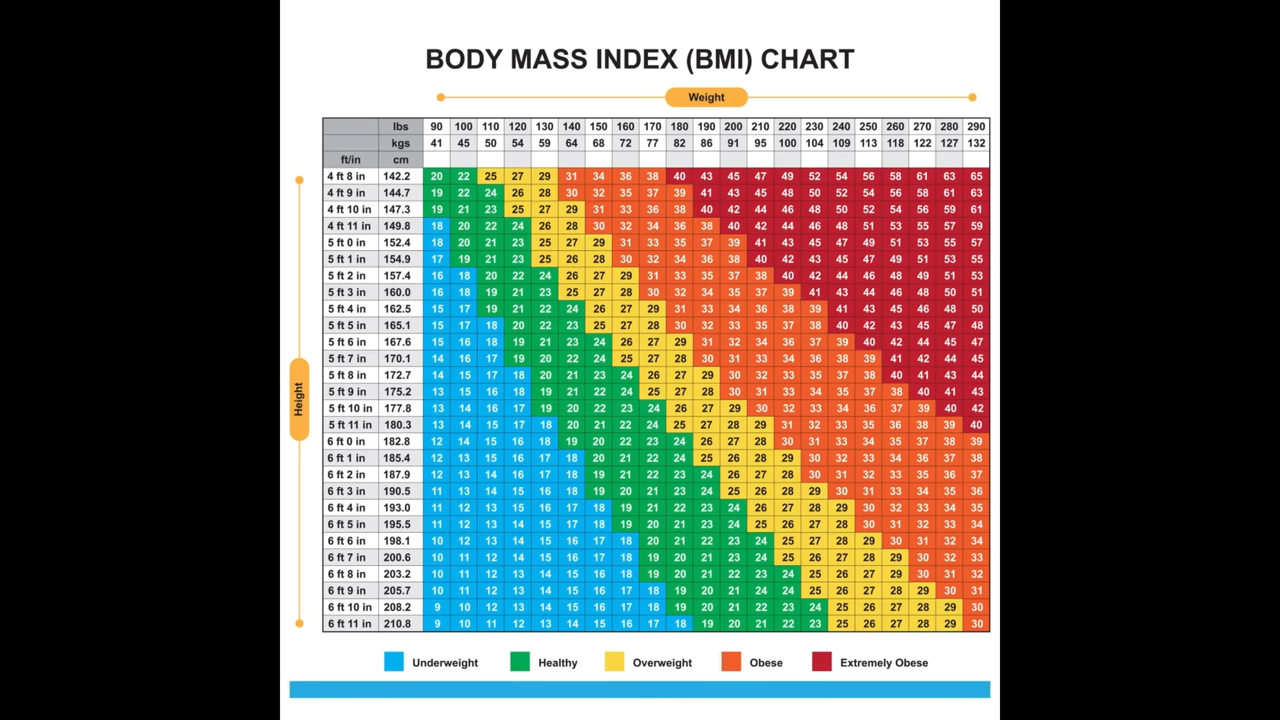 BODY MASS INDEX (BMI) CHART
Weight
lbs 90 100 110 120 130 140 150 160 170 180 190 200 210 220 230 240 250 260 270 280 290
kgs 41 45 50 54 59 64 68 72 77 82 86 91 95 100 104 109 113 118 122 127 132
ft/in cm
4 ft 8 in 142.2 20 22 25 27 29 31 34 36 38 40 43 45 47 49 52 54 56 58 61 63 65
4 ft 9 in 144.7 19 22 24 26 28 30 32 35 37 39 41 43 45 48 50 52 54 56 58 61 63
4 ft 10 in 147.3 19 21 23 25 27 29 31 33 36 38 40 42 44 46 48 50 52 54 56 59 61
4 ft 11 in 149.8 18 20 22 24 26 28 30 32 34 36 38 40 42 44 46 48 51 53 55 57 59
5 ft 0 in 152.4 18 20 21 23 25 27 29 31 33 35 37 39 41 43 45 47 49 51 53 55 57
5 ft 1 in 154.9 17 19 21 23 25 26 28 30 32 34 36 38 40 42 43 45 47 49 51 53 55
5 ft 2 in 157.4 16 18 20 22 24 26 27 29 31 33 35 37 38 40 42 44 46 48 49 51 53
5 ft 3 in 160.0 16 18 19 21 23 25 27 28 30 32 34 35 37 39 41 43 44 46 48 50 51
5 ft 4 in 162.5 15 17 19 21 22 24 26 27 29 31 33 34 36 38 39 41 43 45 46 48 50
5 ft 5 in 165.1 15 17 18 20 22 23 25 27 28 30 32 33 35 37 38 40 42 43 45 47 48
5 ft 6 in 167.6 15 16 18 19 21 23 24 26 27 29 31 32 34 36 37 39 40 42 44 45 47
5 ft 7 in 170.1 14 16 17 19 20 22 24 25 27 28 30 31 33 34 36 38 39 41 42 44 45
5 ft 8 in 172.7 14 15 17 18 20 21 23 24 26 27 29 30 32 33 35 37 38 40 41 43 44
5 ft 9 in 175.2 13 15 16 18 19 21 22 24 25 27 28 30 31 33 34 35 37 38 40 41 43
5 ft 10 in 177.8 13 14 16 17 19 20 22 23 24 26 27 29 30 32 33 34 36 37 39 40 42
5 ft 11 in 180.3 13 14 15 17 18 20 21 22 24 25 27 28 29 31 32 33 35 36 38 39 40
6 ft 0 in 182.8 12 14 15 16 18 19 20 22 23 24 26 27 28 30 31 33 34 35 37 38 39
6 ft 1 in 185.4 12 13 15 16 17 18 20 21 22 24 25 26 28 29 30 32 33 34 36 37 38
6 ft 2 in 187.9 12 13 14 16 17 18 19 21 22 23 24 26 27 28 30 31 32 33 35 36 37
6 ft 3 in 190.5 11 13 14 15 16 18 19 20 21 23 24 25 26 28 29 30 31 33 34 35 36
6 ft 4 in 193.0 11 12 13 15 16 17 18 19 21 22 23 24 26 27 28 29 30 32 33 34 35
6 ft 5 in 195.5 11 12 13 14 15 17 18 19 20 21 23 24 25 26 27 28 30 31 32 33 34
6 ft 6 in 198.1 10 12 13 14 15 16 17 18 20 21 22 23 24 25 27 28 29 30 31 32 34
6 ft 7 in 200.6 10 11 12 14 15 16 17 18 19 20 21 23 24 25 26 27 28 29 30 32 33
6 ft 8 in 203.2 10 11 12 13 14 15 16 18 19 20 21 22 23 24 25 26 27 29 30 31 32
6 ft 9 in 205.7 10 11 12 13 14 15 16 17 18 19 20 21 24 24 25 26 27 28 29 30 31
6 ft 10 in 208.2 9 10 12 13 14 15 16 17 18 19 20 21 22 23 24 25 26 27 29 29 30
6 ft 11 in 210.8 9 10 11 12 13 14 15 16 17 18 19 20 21 22 23 25 26 27 28 29 30
Height
Underweight Healthy Overweight Obese Extremely Obese